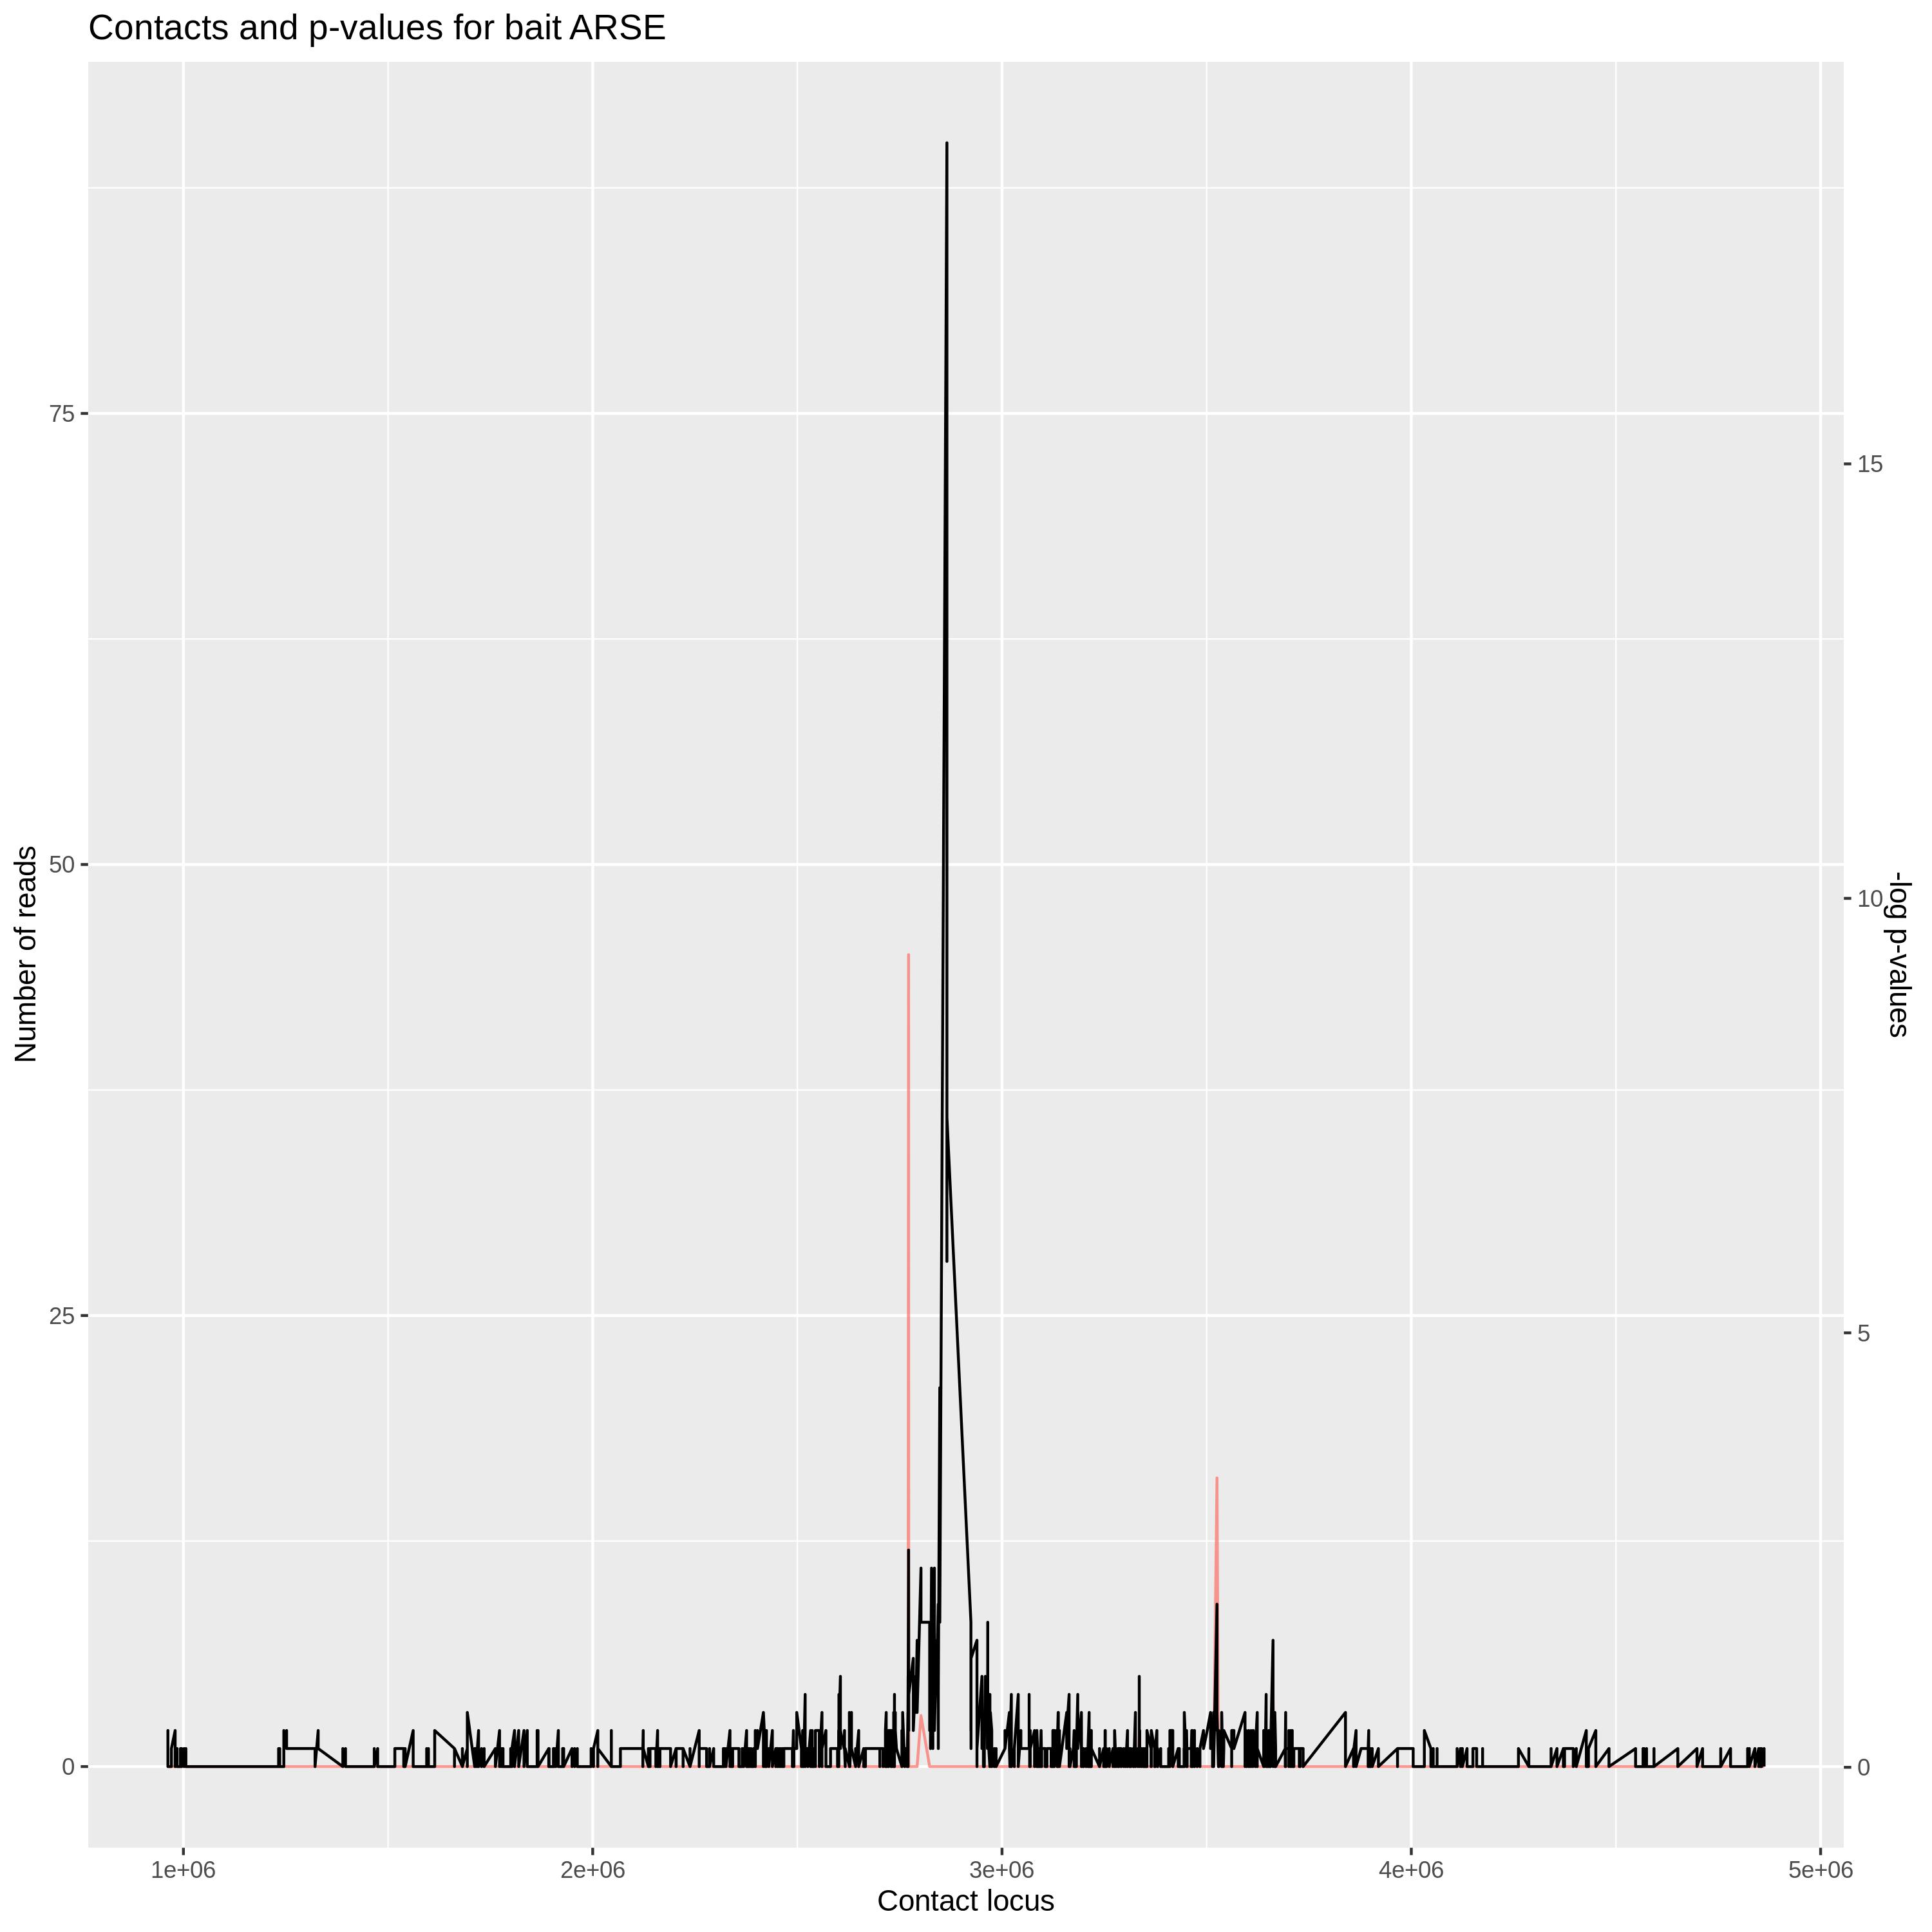 Contacts and p-values for bait ARSE
75
50
25
0
Number of reads
15
10
5
0
-log p-values
1e+06
2e+06
3e+06
4e+06
5e+06
Contact locus